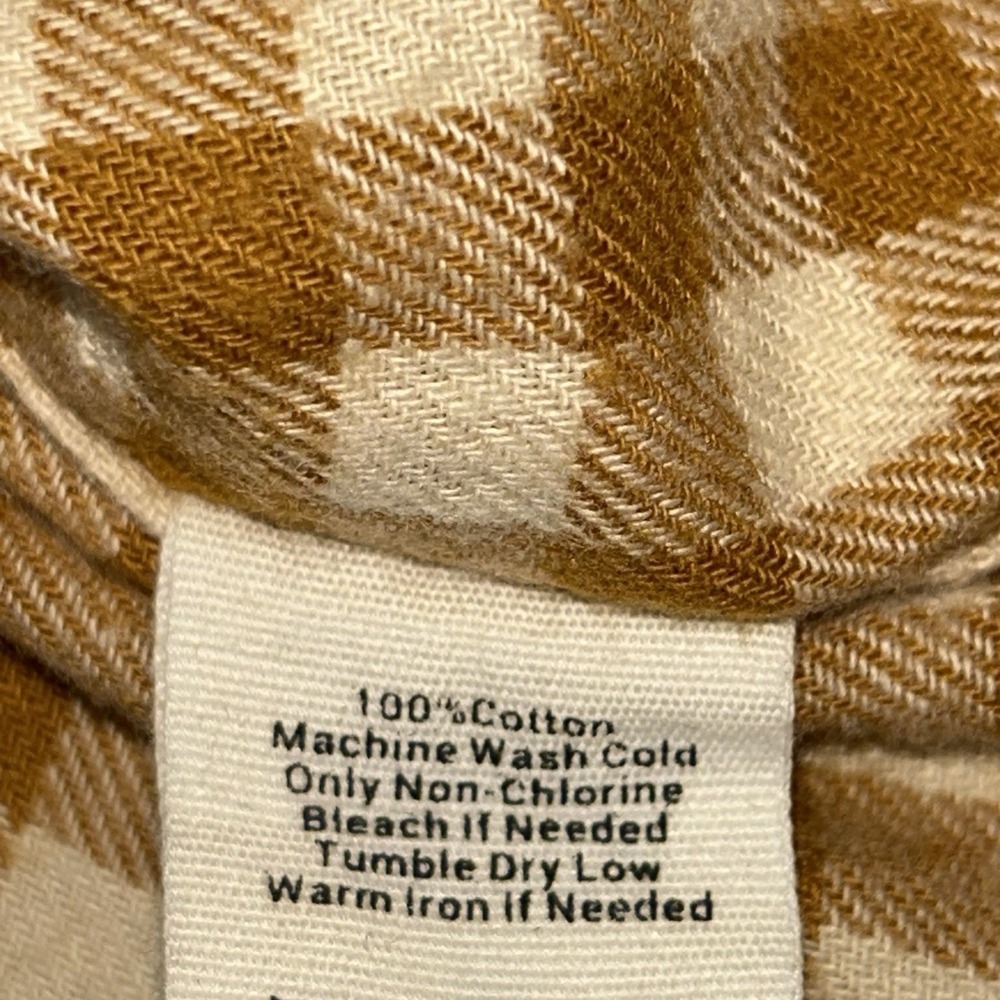 100%Cotton
Machine Wash Cold
Only Non-Chlorine
Bleach If Needed
Tumble Dry Low
Warm Iron If Needed